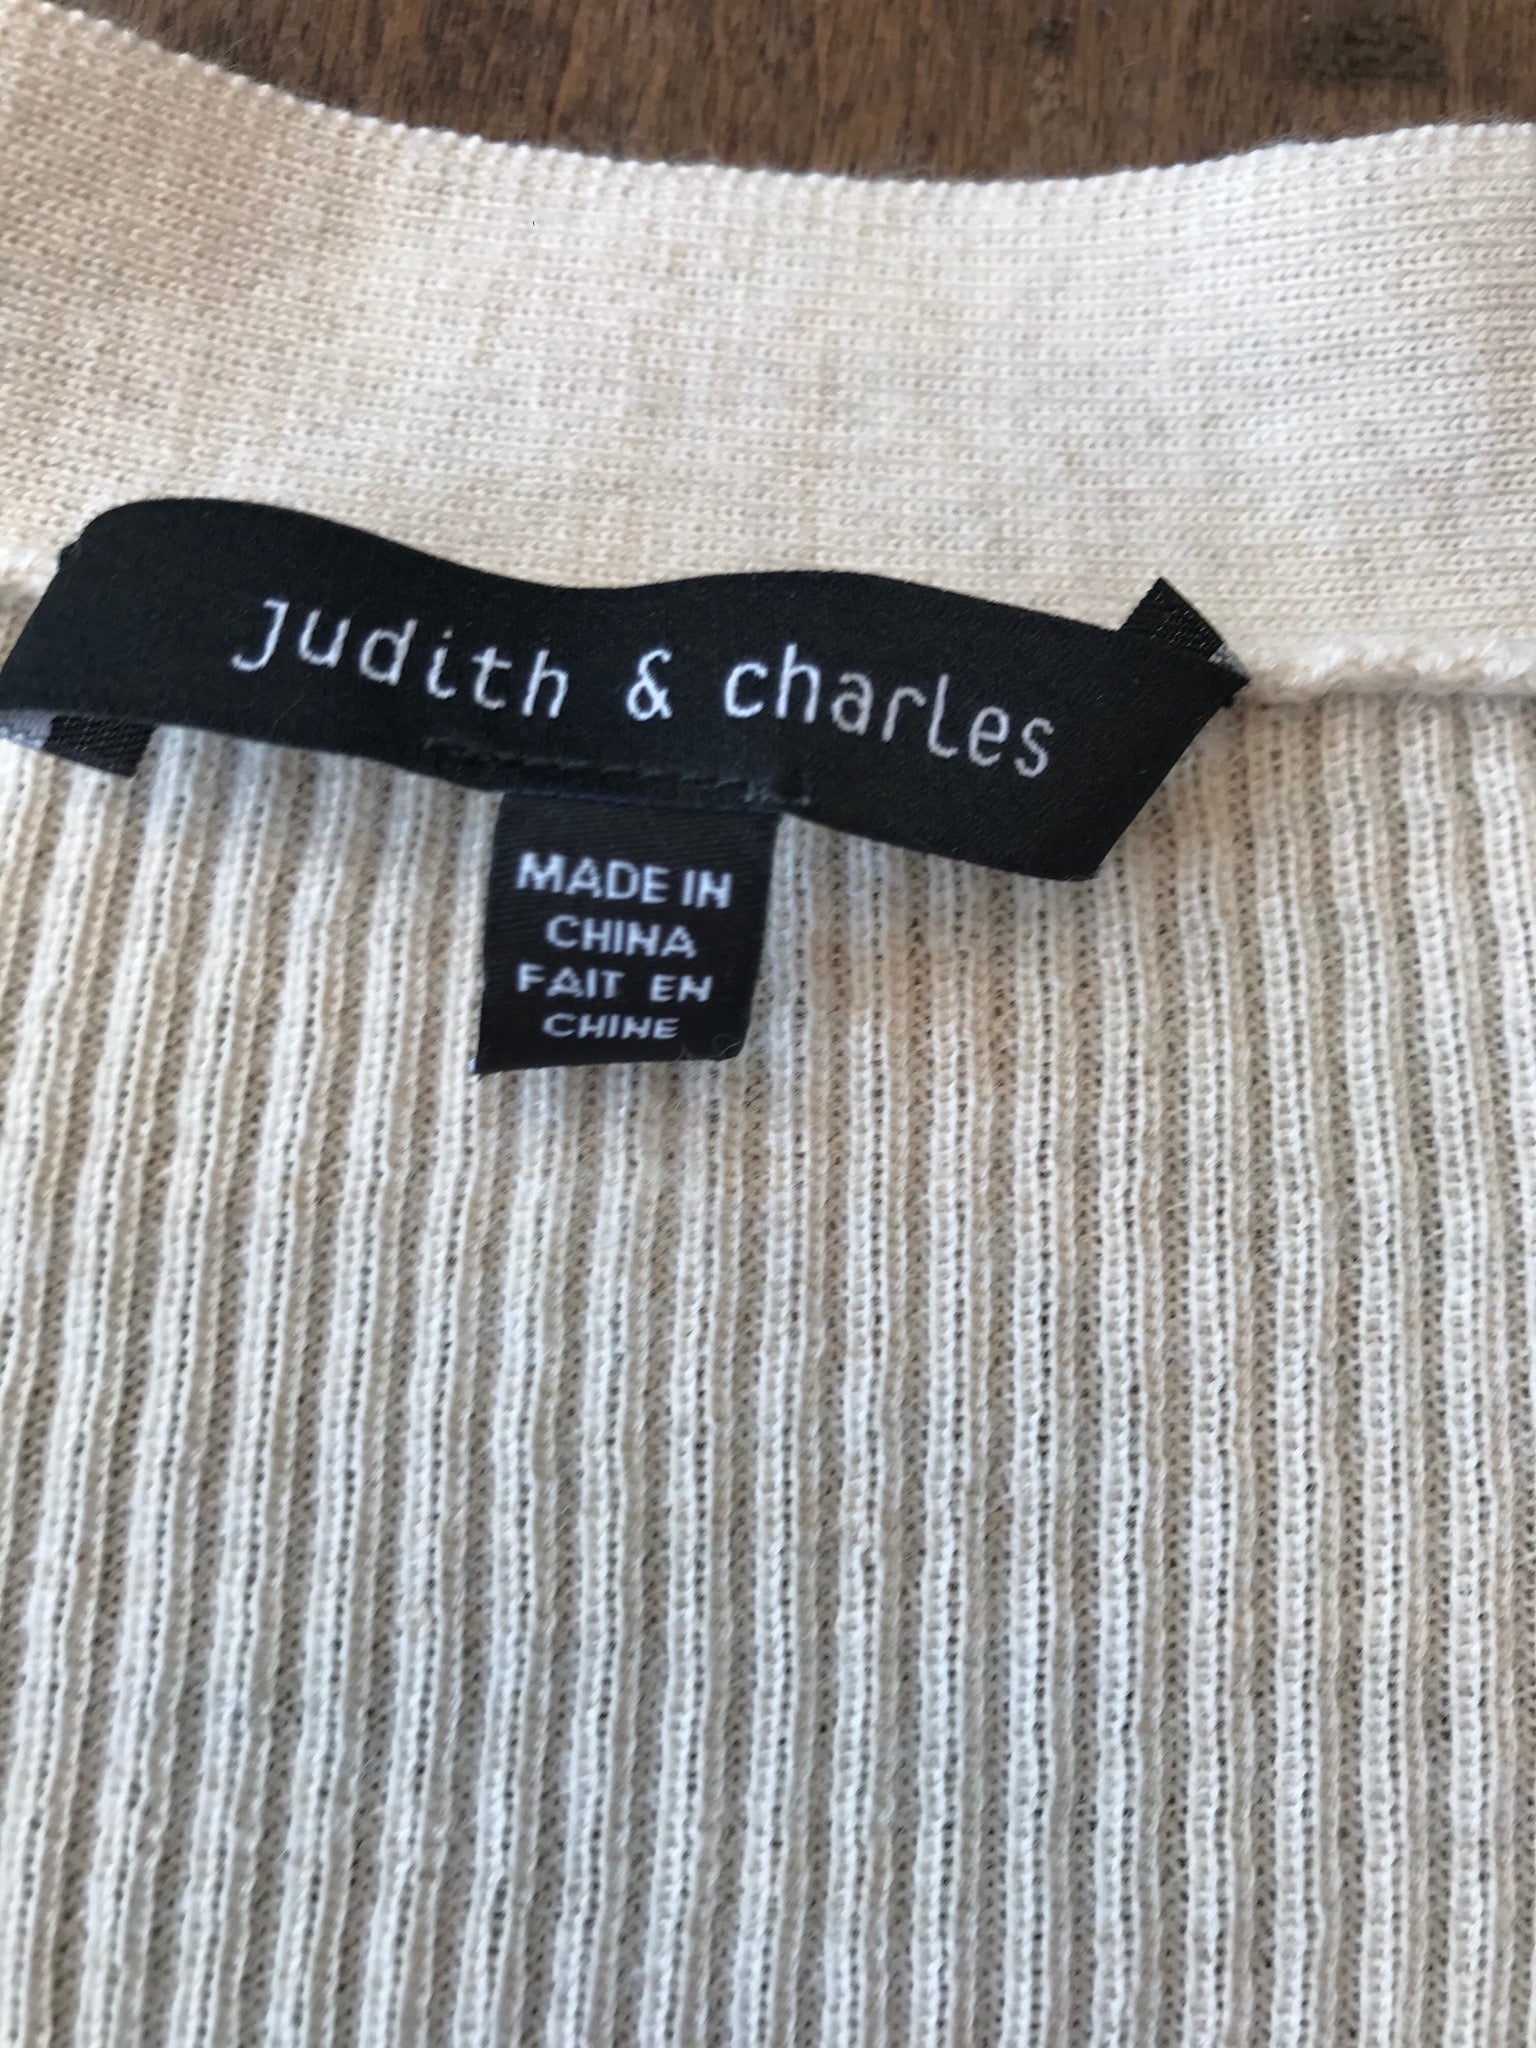 judith & charles
MADE IN
CHINA
FAIT EN
CHINE